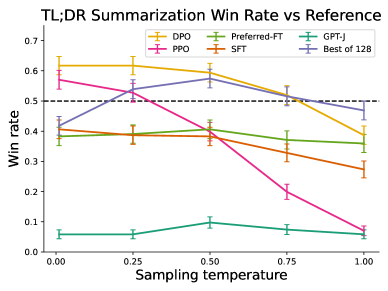 TL;DR Summarization Win Rate vs Reference
DPO Preferred-FT GPT-J
PPO SFT Best of 128
0.7
0.6
0.5
0.4
0.3
0.2
0.1
0.0
Win rate
0.00 0.25 0.50 0.75 1.00
Sampling temperature